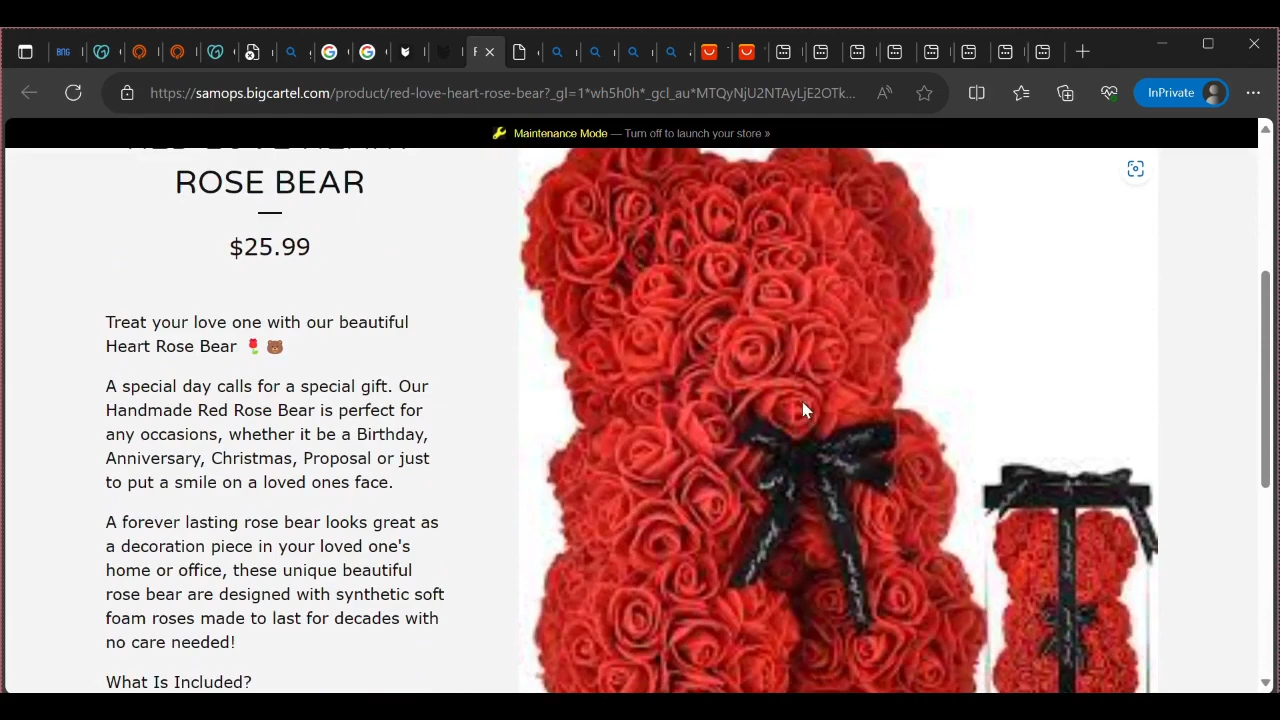 BNG
https://samops.bigcartel.com/product/red-love-heart-rose-bear?_gl=1*wh5h0h*_gcl_au*MTQyNjU2NTAyLjE2OTk...
InPrivate
Maintenance Mode — Turn off to launch your store »
ROSE BEAR
$25.99
Treat your love one with our beautiful
Heart Rose Bear 🌹🐻
A special day calls for a special gift. Our
Handmade Red Rose Bear is perfect for
any occasions, whether it be a Birthday,
Anniversary, Christmas, Proposal or just
to put a smile on a loved ones face.
A forever lasting rose bear looks great as
a decoration piece in your loved one's
home or office, these unique beautiful
rose bear are designed with synthetic soft
foam roses made to last for decades with
no care needed!
What Is Included?